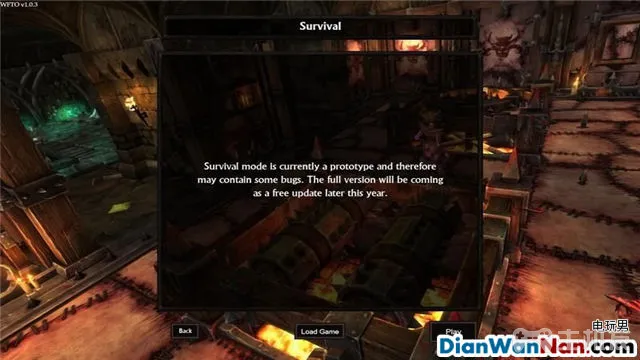 WFTO v1.0.3
Survival
Survival mode is currently a prototype and therefore
may contain some bugs. The full version will be coming
as a free update later this year.
Back
Load Game
Play
电玩男
DianWanNan.com